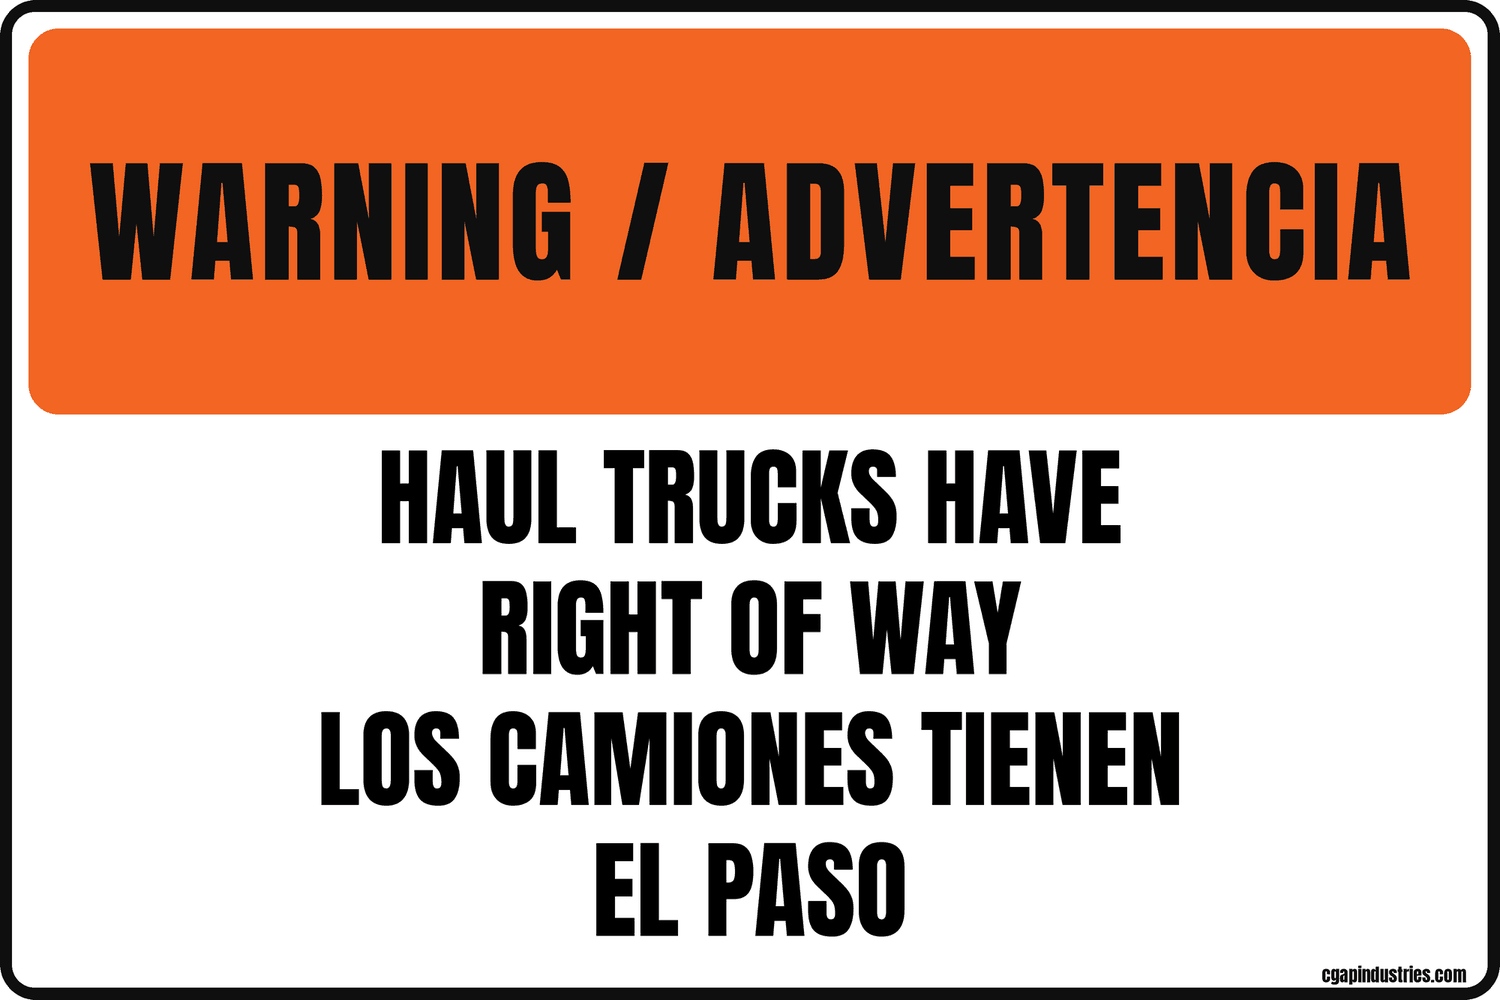 WARNING / ADVERTENCIA
HAUL TRUCKS HAVE
RIGHT OF WAY
LOS CAMIONES TIENEN
EL PASO
cgapindustries.com